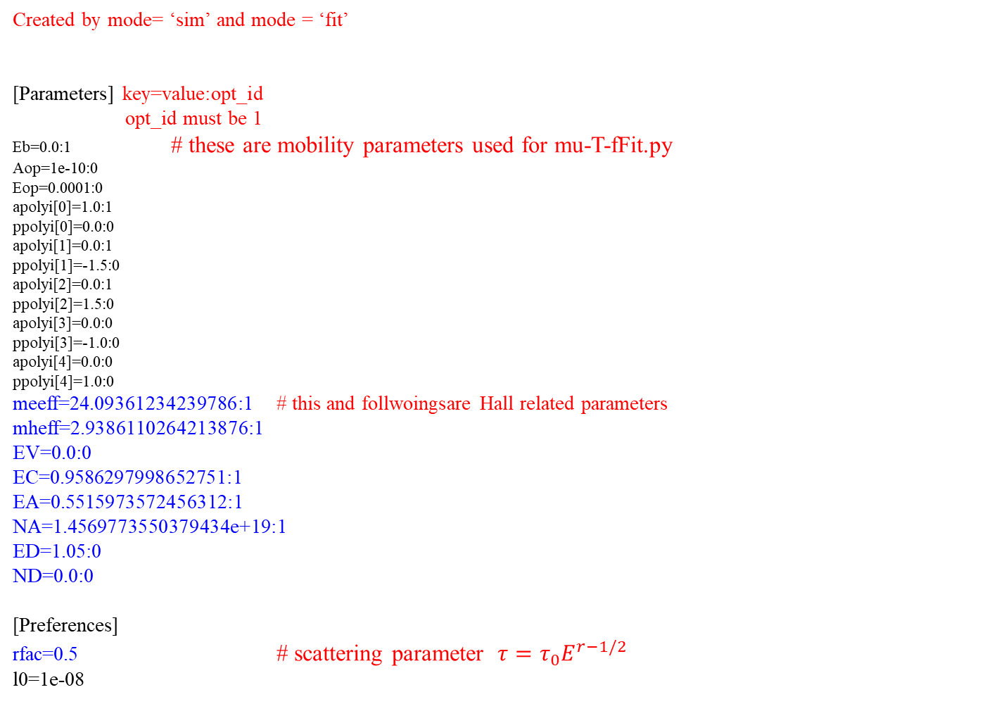 Created by mode= ‘sim’ and mode = ‘fit’
[Parameters] key=value:opt_id
opt_id must be 1
Eb=0.0:1 # these are mobility parameters used for mu-T-fFit.py
Aop=1e-10:0
Eop=0.0001:0
apolyi[0]=1.0:1
ppolyi[0]=0.0:0
apolyi[1]=0.0:1
ppolyi[1]=-1.5:0
apolyi[2]=0.0:1
ppolyi[2]=1.5:0
apolyi[3]=0.0:0
ppolyi[3]=-1.0:0
apolyi[4]=0.0:0
ppolyi[4]=1.0:0
meeff=24.09361234239786:1 # this and follwoingsare Hall related parameters
mheff=2.9386110264213876:1
EV=0.0:0
EC=0.9586297998652751:1
EA=0.5515973572456312:1
NA=1.4569773550379434e+19:1
ED=1.05:0
ND=0.0:0
[Preferences]
rfac=0.5 # scattering parameter τ = τ₀E^{r−1/2}
l0=1e-08